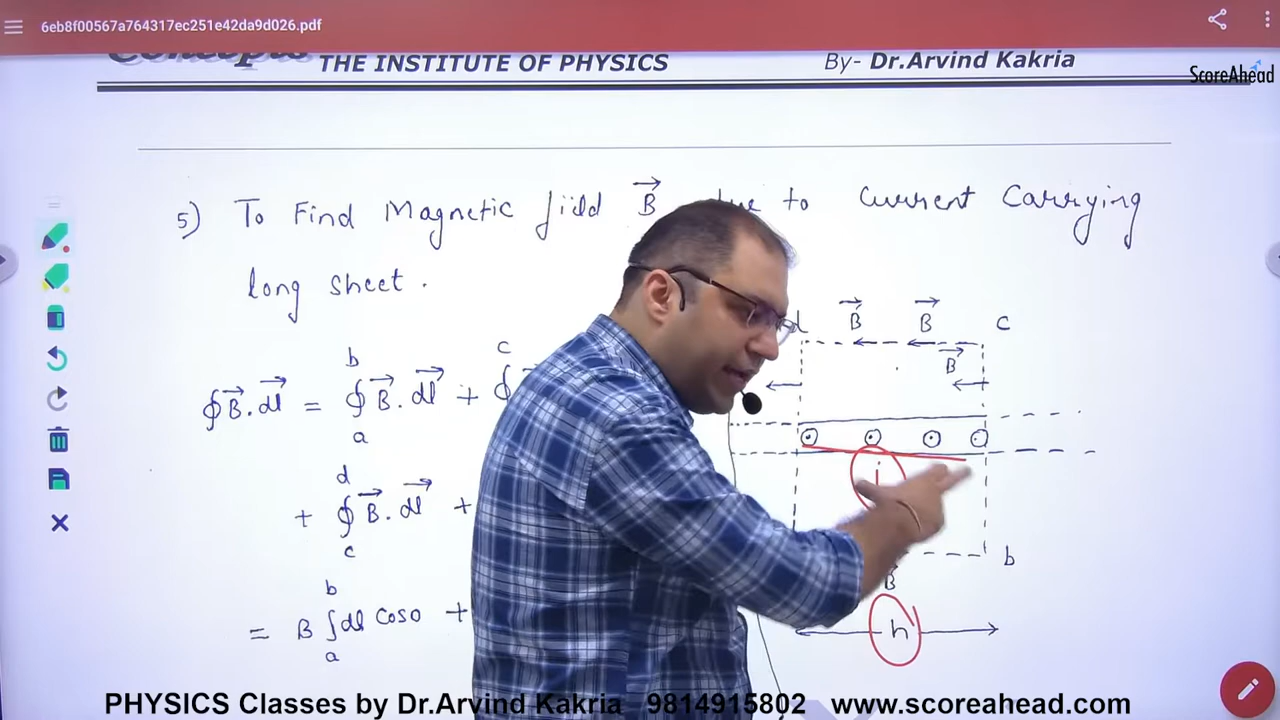 6eb8f00567a764317ec251e42da9d026.pdf
Concepts THE INSTITUTE OF PHYSICS By- Dr.Arvind Kakria
ScoreAhead
5) To Find Magnetic field B⃗ due to Current Carrying
long sheet.
d B⃗ B⃗ c
B⃗
∮B⃗.dl⃗ = ∮ₐᵇ B⃗.dl⃗ + ∮ᶜ
+ ∮꜀ᵈ B⃗.dl⃗ +
i
b
B⃗
= B ∫ₐᵇ dl Cos0 +
h
PHYSICS Classes by Dr.Arvind Kakria 9814915802 www.scoreahead.com